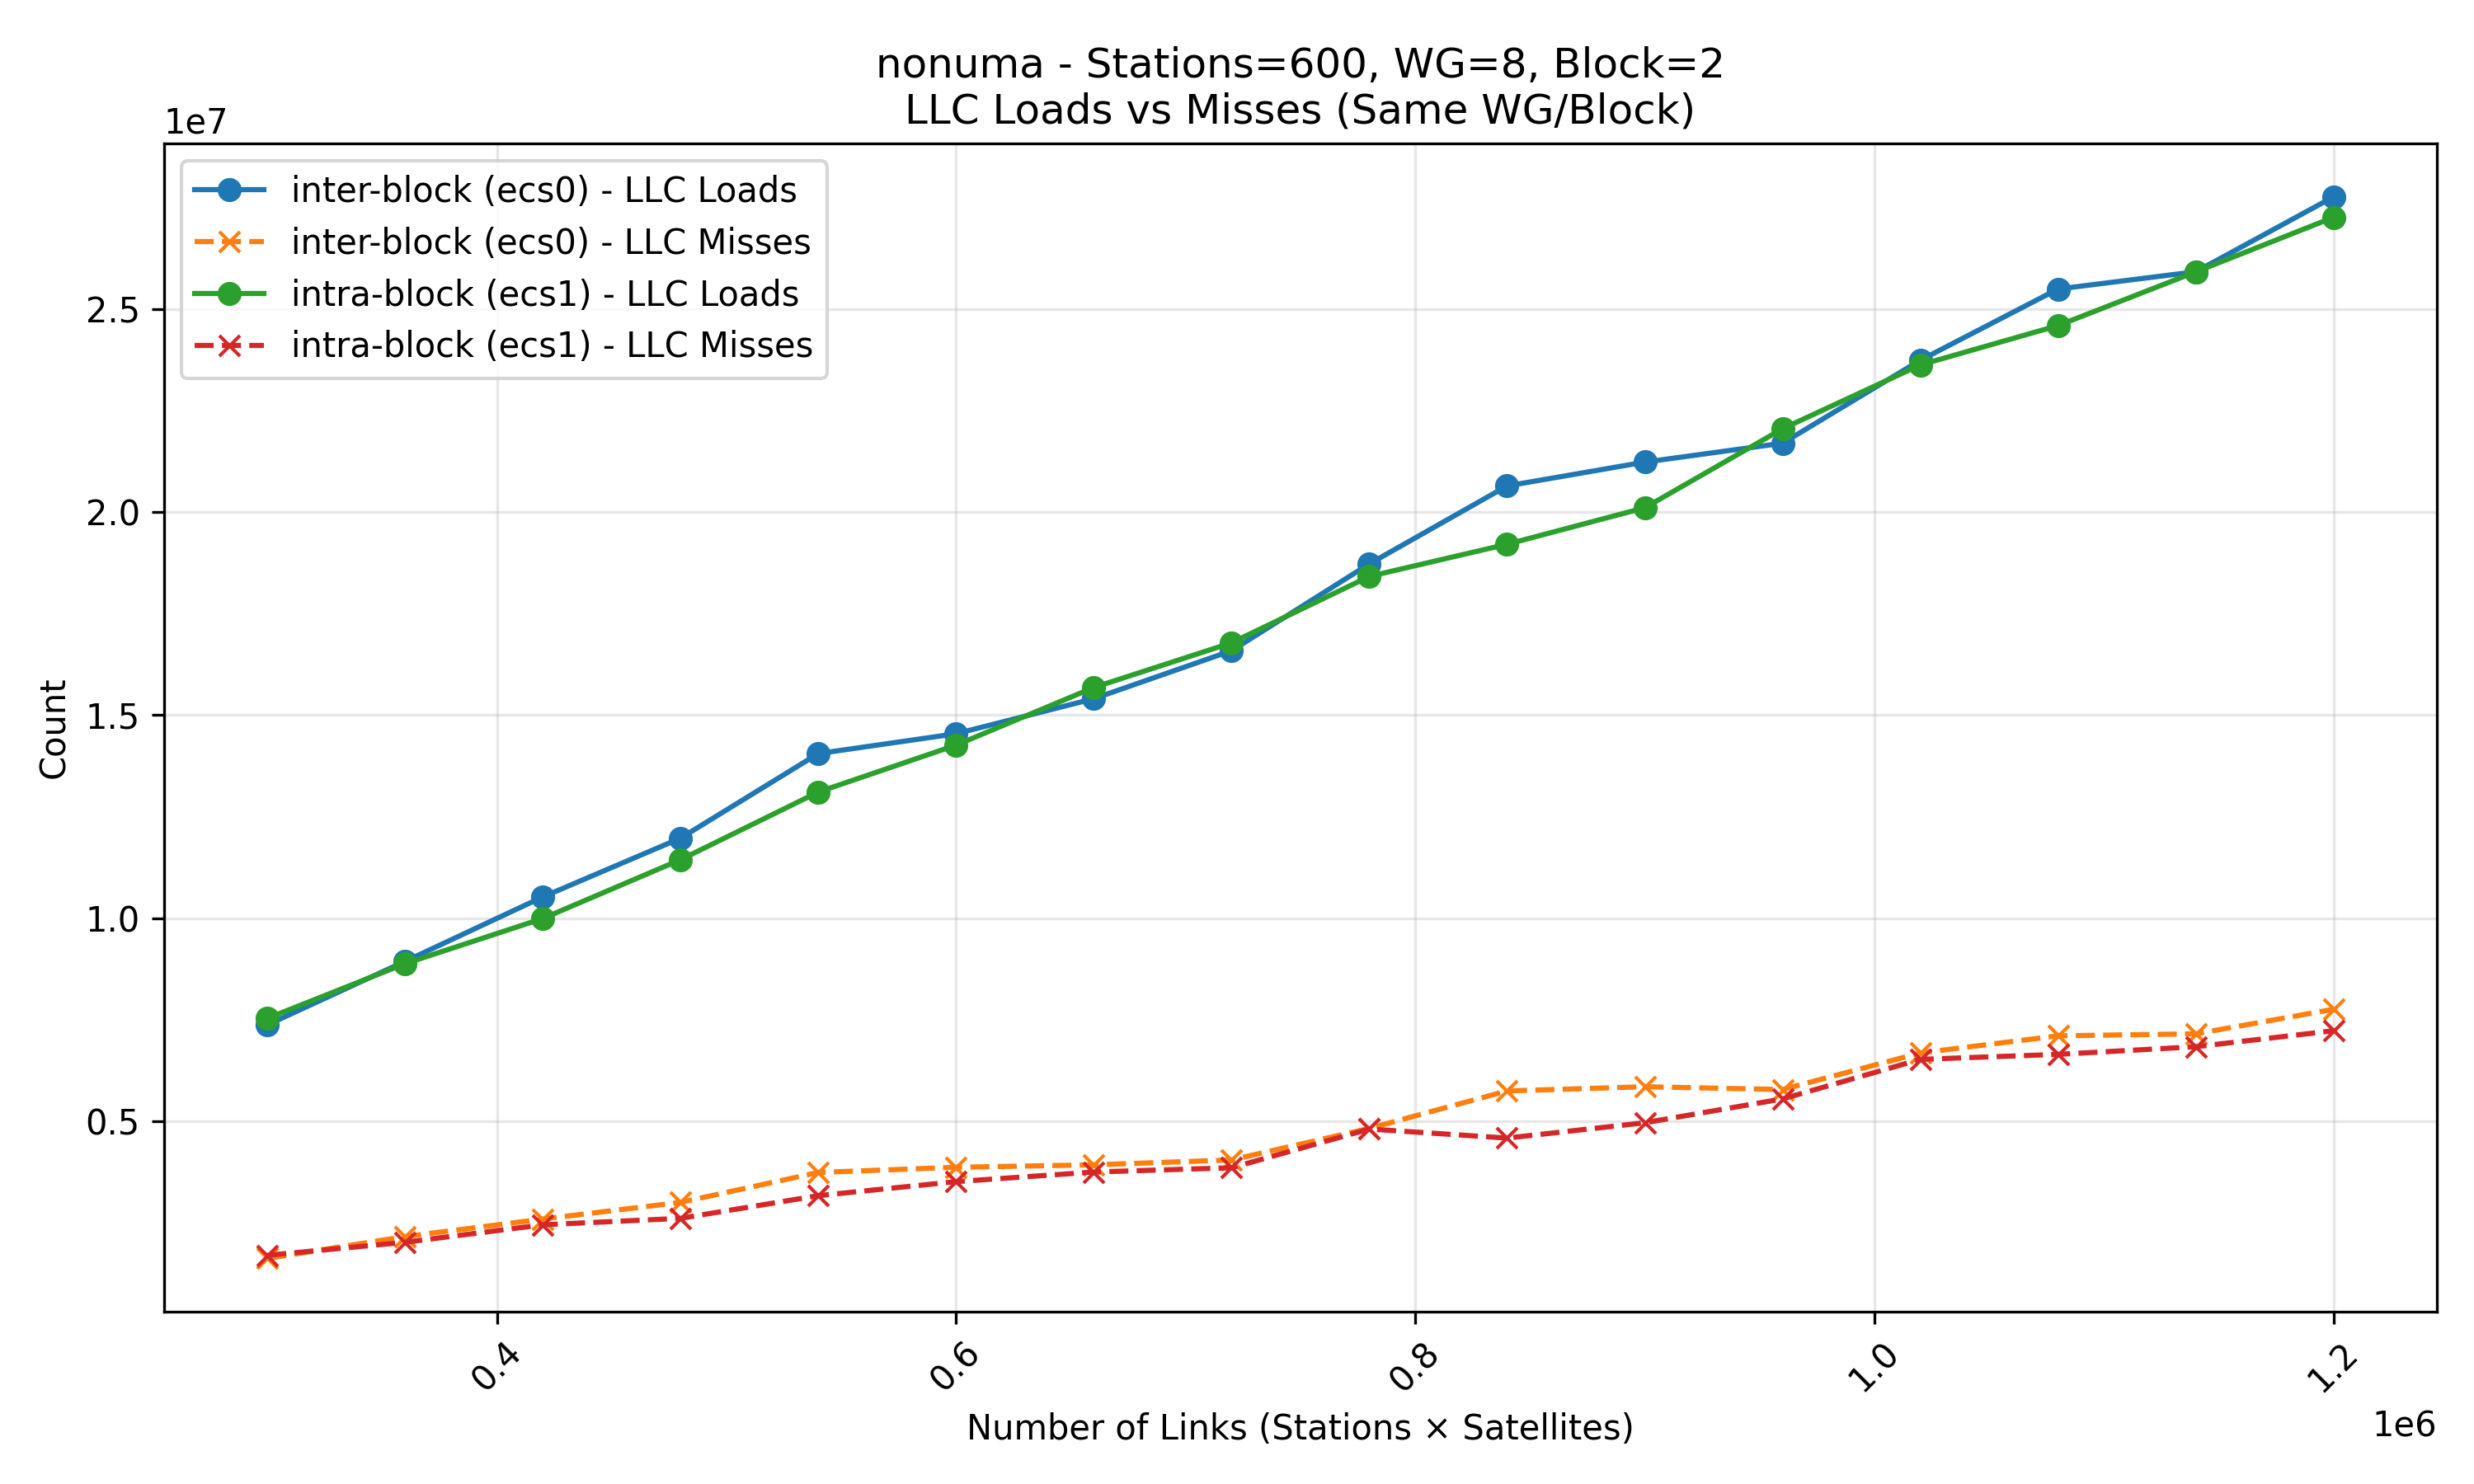 nonuma - Stations=600, WG=8, Block=2
LLC Loads vs Misses (Same WG/Block)
1e7
inter-block (ecs0) - LLC Loads
inter-block (ecs0) - LLC Misses
intra-block (ecs1) - LLC Loads
intra-block (ecs1) - LLC Misses
2.5
2.0
1.5
1.0
0.5
Count
0.4
0.6
0.8
1.0
1.2
Number of Links (Stations × Satellites)
1e6